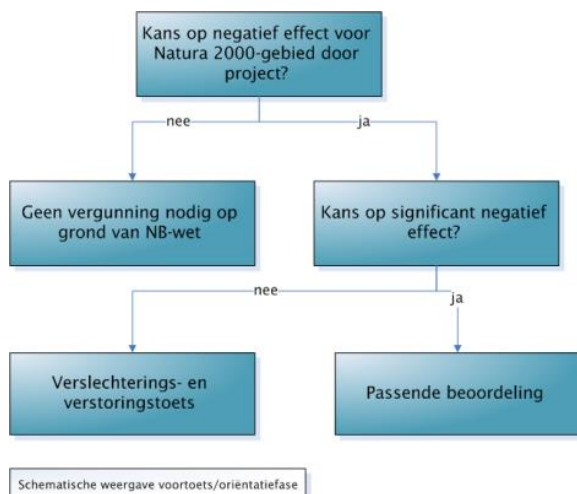 Kans op negatief effect voor
Natura 2000-gebied door
project?
nee
ja
Geen vergunning nodig op
grond van NB-wet
Kans op significant negatief
effect?
nee
ja
Verslechterings- en
verstoringstoets
Passende beoordeling
Schematische weergave voortoets/oriëntatiefase